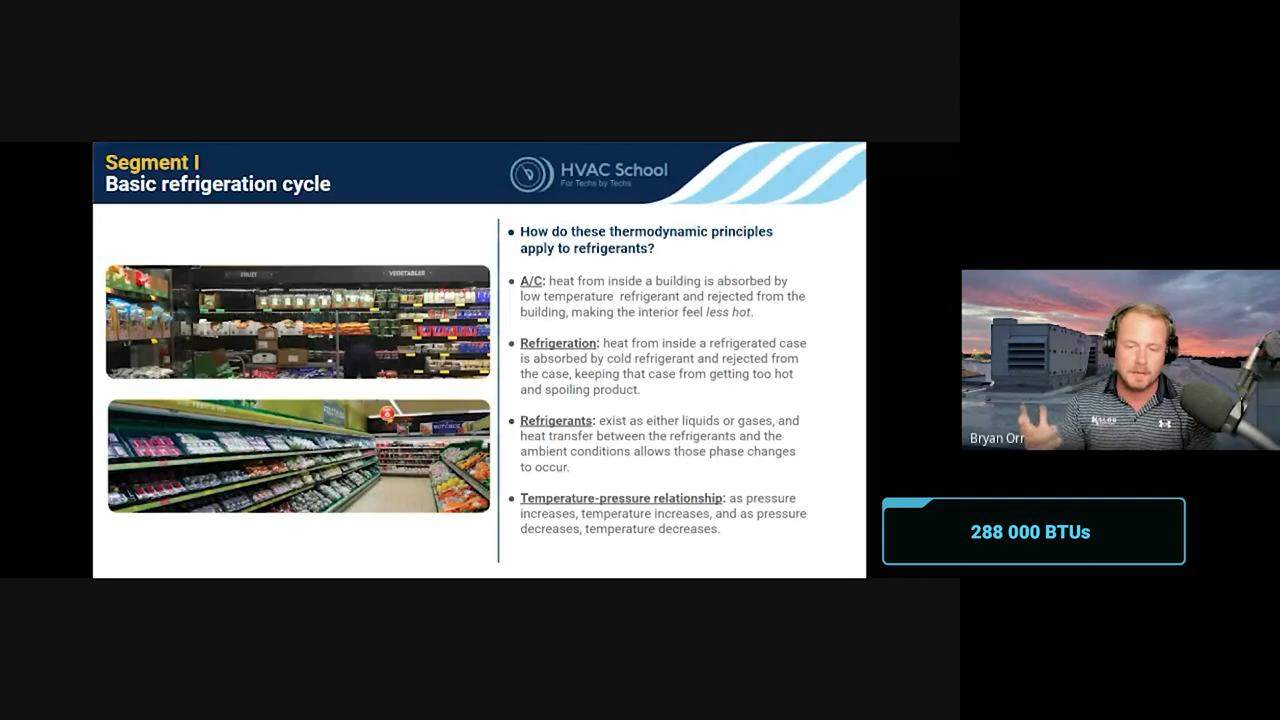 Segment I
Basic refrigeration cycle
HVAC School
For Techs by Techs
FRUIT
VEGETABLES
BUTCHER
• How do these thermodynamic principles
apply to refrigerants?
• A/C: heat from inside a building is absorbed by
low temperature refrigerant and rejected from the
building, making the interior feel less hot.
• Refrigeration: heat from inside a refrigerated case
is absorbed by cold refrigerant and rejected from
the case, keeping that case from getting too hot
and spoiling product.
• Refrigerants: exist as either liquids or gases, and
heat transfer between the refrigerants and the
ambient conditions allows those phase changes
to occur.
• Temperature-pressure relationship: as pressure
increases, temperature increases, and as pressure
decreases, temperature decreases.
Bryan Orr
288 000 BTUs